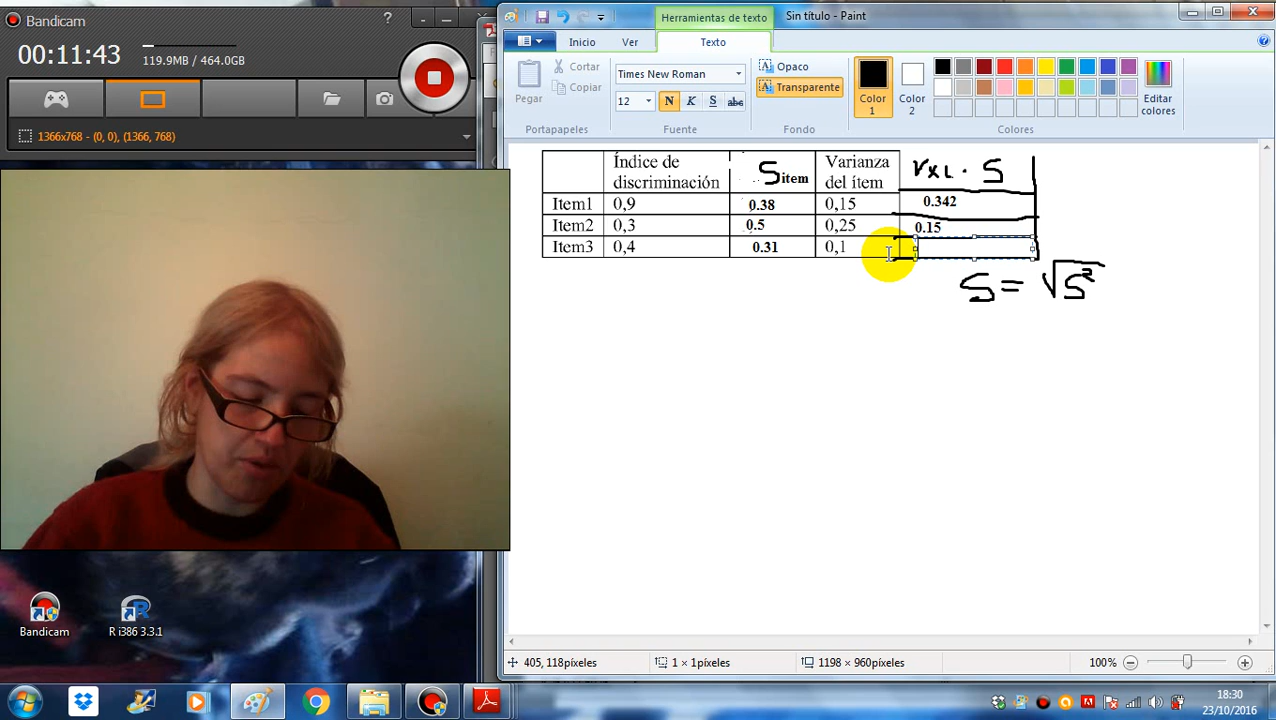 Bandicam
?
00:11:43
119.9MB / 464.0GB
1366x768 - (0, 0), (1366, 768)
Herramientas de texto
Sin título - Paint
Inicio Ver Texto
Pegar
Cortar
Copiar
Portapapeles
Times New Roman
12 N K S abc
Fuente
Opaco
Transparente
Fondo
Color 1
Color 2
Editar colores
Colores
Índice de discriminación S item Varianza del ítem rxi · S
Item1 0,9 0.38 0,15 0.342
Item2 0,3 0.5 0,25 0.15
Item3 0,4 0.31 0,1
S = √S²
Bandicam
R i386 3.3.1
405, 118píxeles
1 × 1píxeles
1198 × 960píxeles
100%
18:30
23/10/2016